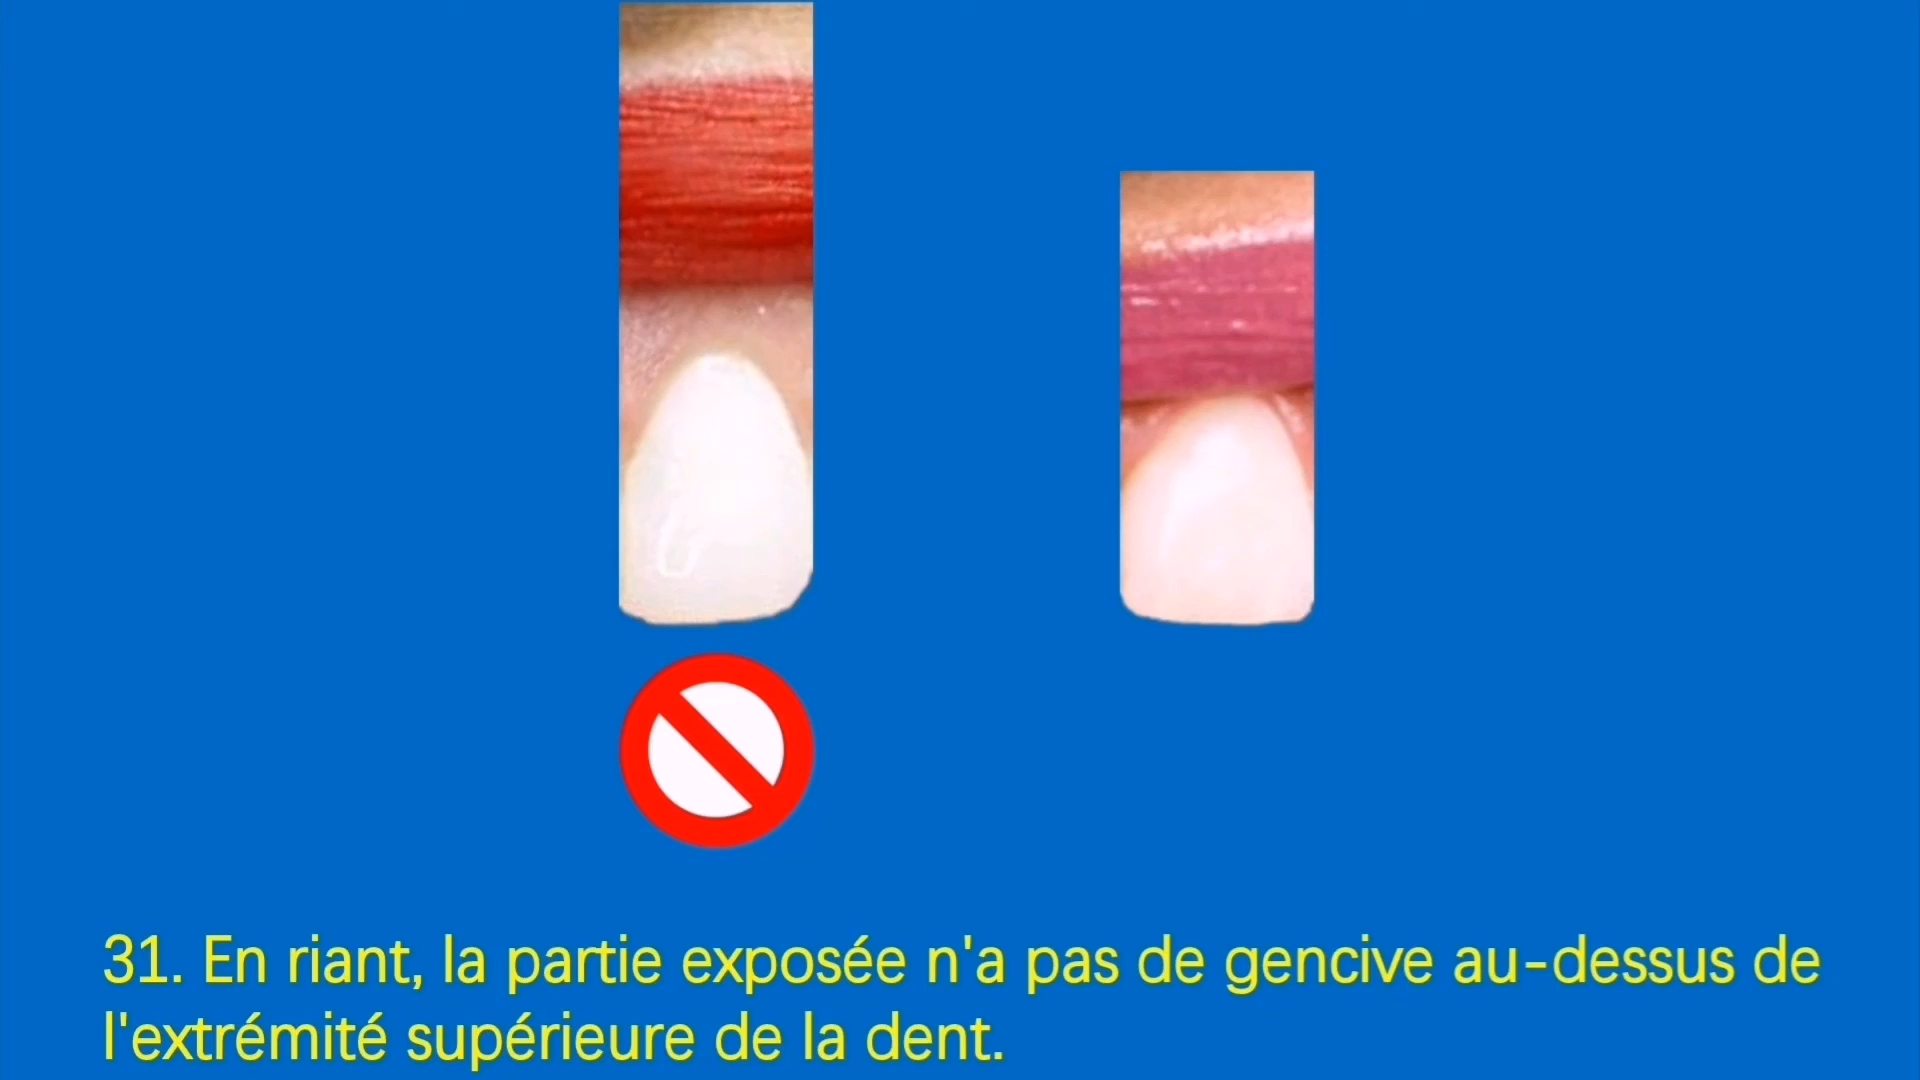 31. En riant, la partie exposée n'a pas de gencive au-dessus de
l'extrémité supérieure de la dent.